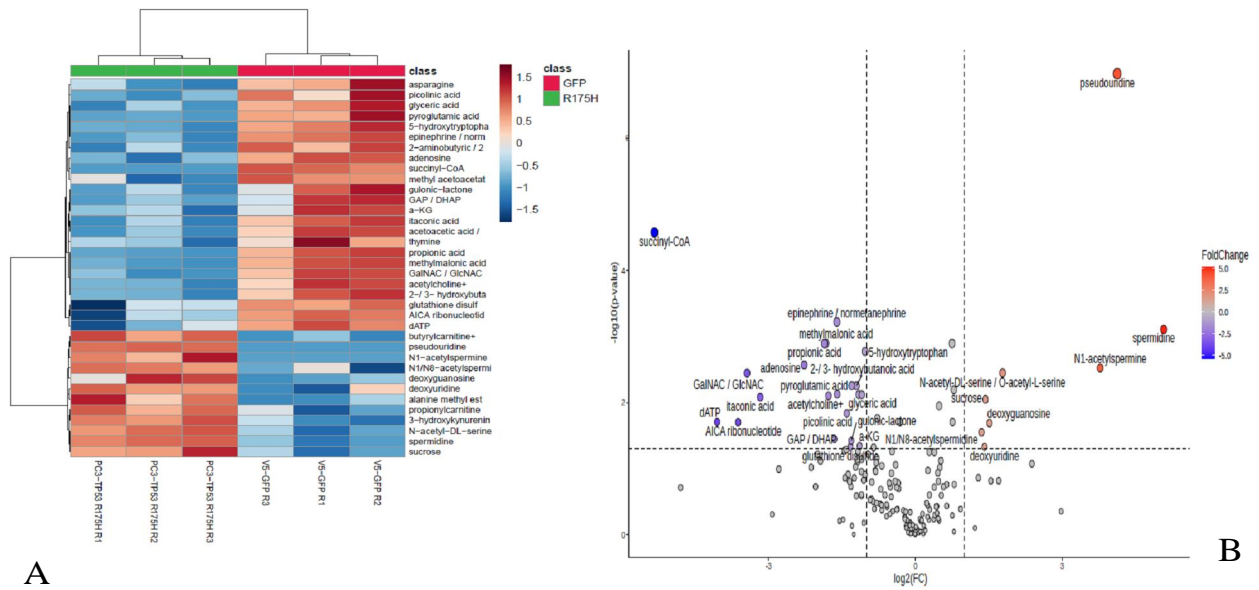 A
class
asparagine
picolinic acid
glyceric acid
pyroglutamic acid
5-hydroxytryptopha
epinephrine / norm
2-aminobutyric / 2
adenosine
succinyl-CoA
methyl acetoacetat
gulonic-lactone
GAP / DHAP
a-KG
itaconic acid
acetoacetic acid /
thymine
propionic acid
methylmalonic acid
GalNAC / GlcNAC
acetylcholine+
2-/ 3- hydroxybuta
glutathione disulf
AICA ribonucleotid
dATP
butyrylcarnitine+
pseudouridine
N1-acetylspermine
N1/N8-acetylspermi
deoxyguanosine
deoxyuridine
alanine methyl est
propionylcarnitine
3-hydroxykynurenin
N-acetyl-DL-serine
spermidine
sucrose
1.5
1
0.5
0
-0.5
-1
-1.5
class
GFP
R175H
PC3-TP53 R175H R1
PC3-TP53 R175H R2
PC3-TP53 R175H R3
V5-GFP R3
V5-GFP R1
V5-GFP R2
-log10(p-value)
6
4
2
0
pseudouridine
succinyl-CoA
epinephrine / normetanephrine
methylmalonic acid
spermidine
propionic acid
5-hydroxytryptophan
N1-acetylspermine
adenosine
2-/ 3- hydroxybutanoic acid
GalNAC / GlcNAC
pyroglutamic acid
N-acetyl-DL-serine / O-acetyl-L-serine
itaconic acid
acetylcholine+
glyceric acid
sucrose
dATP
picolinic acid
gulonic-lactone
deoxyguanosine
AICA ribonucleotide
GAP / DHAP
a-KG
N1/N8-acetylspermidine
glutathione disulfide
deoxyuridine
-3
0
3
log2(FC)
FoldChange
5.0
2.5
0.0
-2.5
-5.0
B